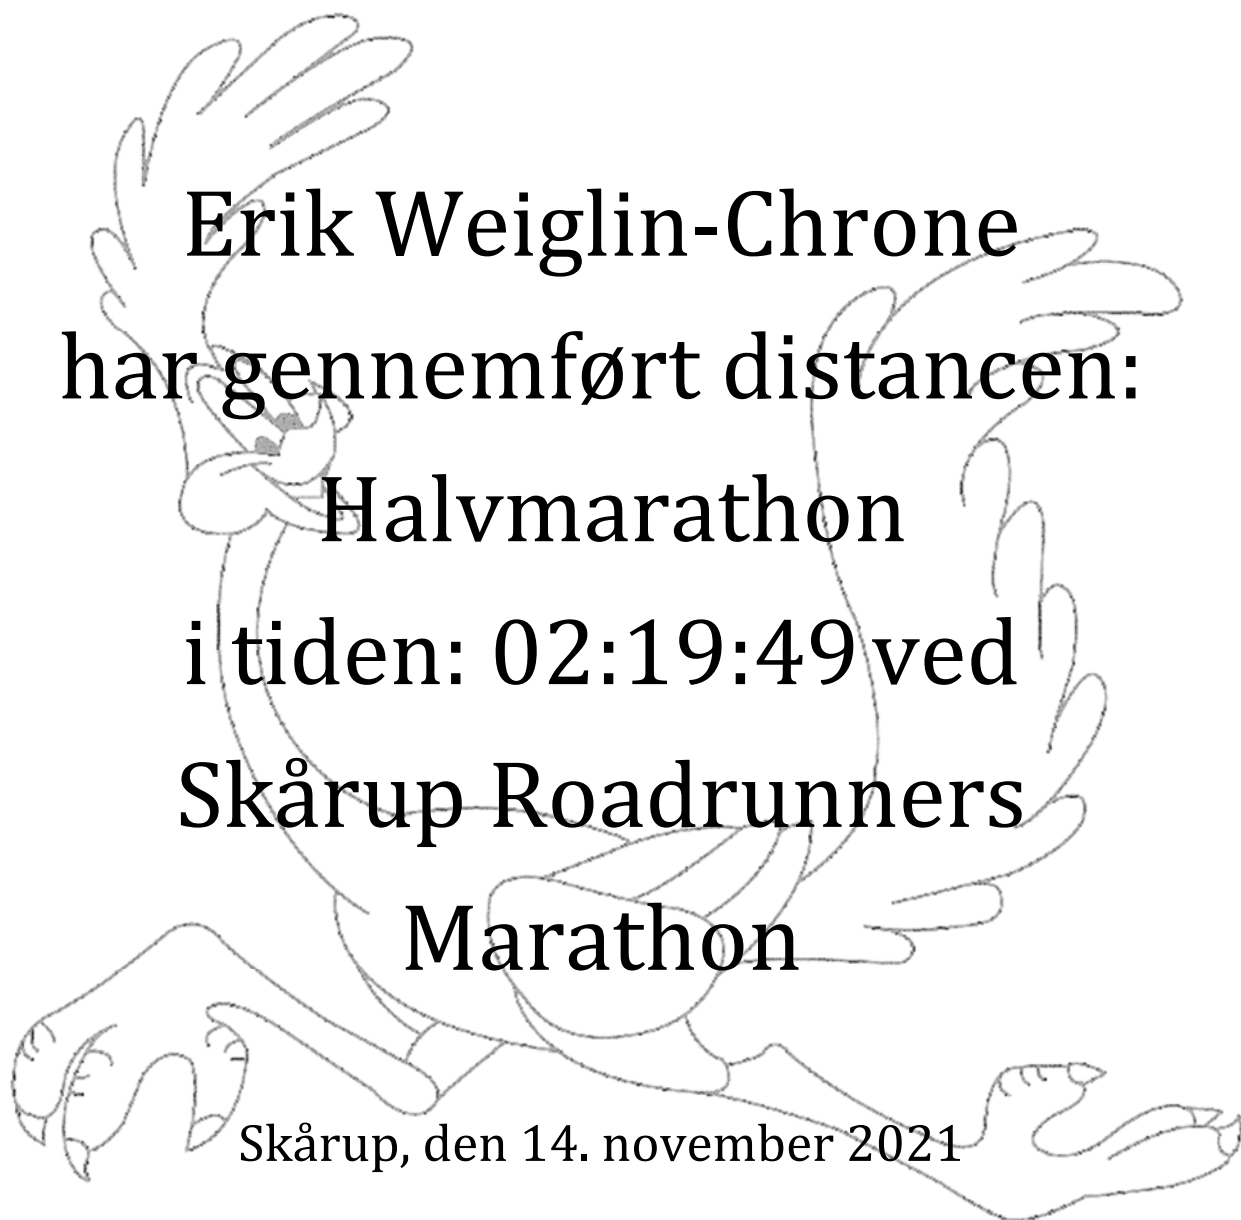 Erik Weiglin-Chrone
har gennemført distancen:
Halvmarathon
i tiden: 02:19:49 ved
Skårup Roadrunners
Marathon
Skårup, den 14. november 2021